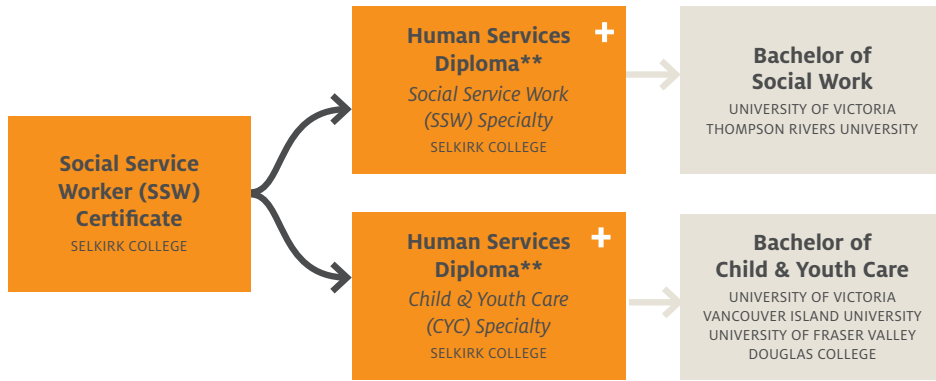 Social Service
Worker (SSW)
Certificate
SELKIRK COLLEGE
+
Human Services
Diploma**
Social Service Work
(SSW) Specialty
SELKIRK COLLEGE
Bachelor of
Social Work
UNIVERSITY OF VICTORIA
THOMPSON RIVERS UNIVERSITY
+
Human Services
Diploma**
Child & Youth Care
(CYC) Specialty
SELKIRK COLLEGE
Bachelor of
Child & Youth Care
UNIVERSITY OF VICTORIA
VANCOUVER ISLAND UNIVERSITY
UNIVERSITY OF FRASER VALLEY
DOUGLAS COLLEGE